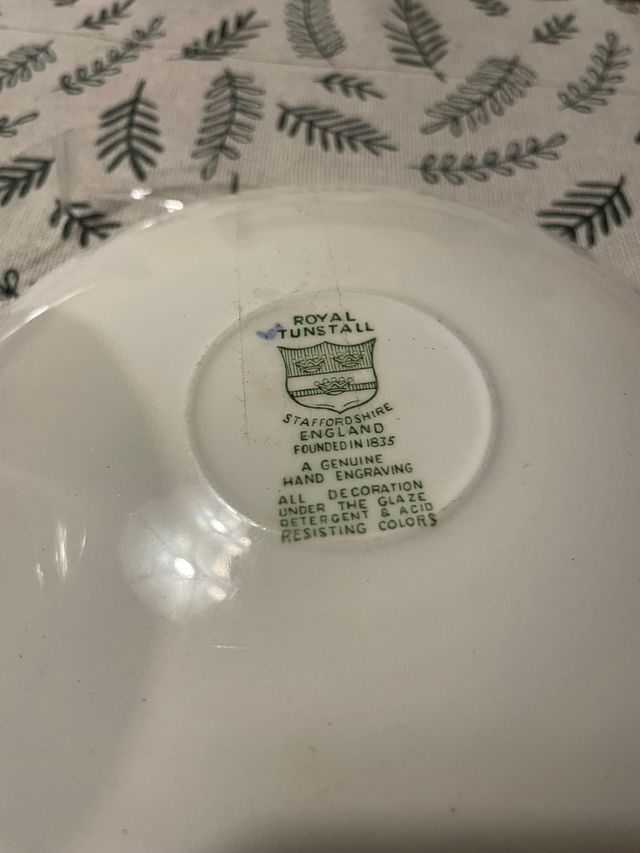 ROYAL
TUNSTALL
STAFFORDSHIRE
ENGLAND
FOUNDED IN 1835
A GENUINE
HAND ENGRAVING
ALL DECORATION
UNDER THE GLAZE
DETERGENT & ACID
RESISTING COLORS